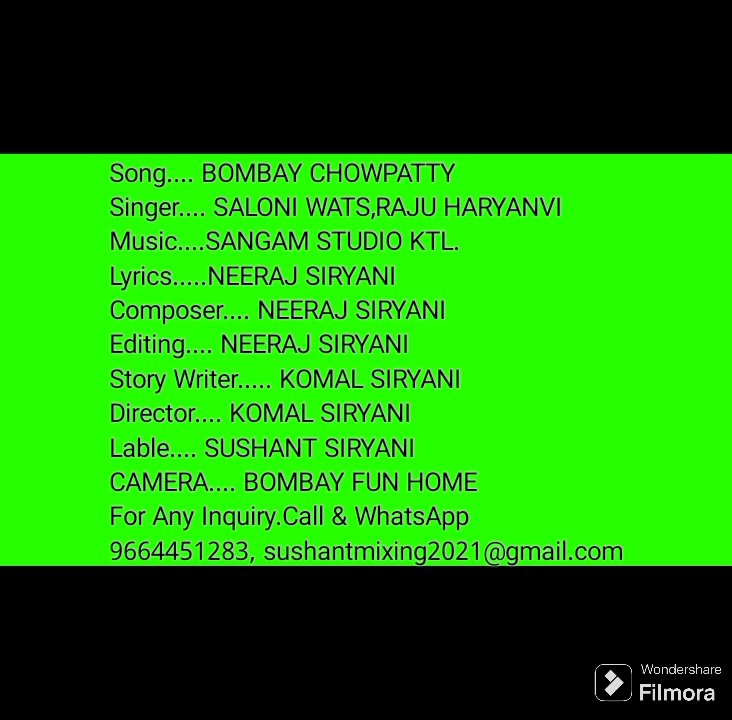 Song.... BOMBAY CHOWPATTY
Singer.... SALONI WATS,RAJU HARYANVI
Music....SANGAM STUDIO KTL.
Lyrics.....NEERAJ SIRYANI
Composer.... NEERAJ SIRYANI
Editing.... NEERAJ SIRYANI
Story Writer..... KOMAL SIRYANI
Director.... KOMAL SIRYANI
Lable.... SUSHANT SIRYANI
CAMERA.... BOMBAY FUN HOME
For Any Inquiry.Call & WhatsApp
9664451283, sushantmixing2021@gmail.com
Wondershare
Filmora